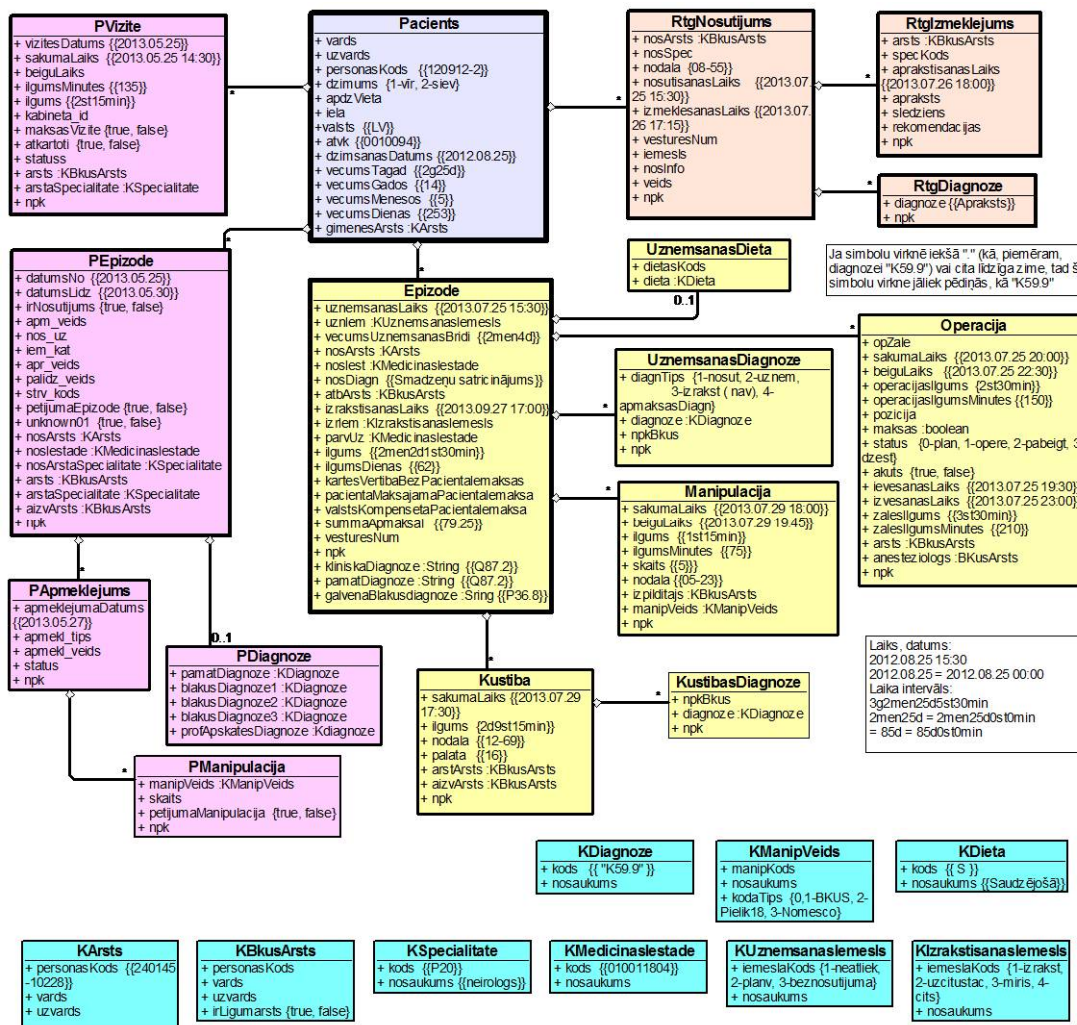 PVizite
+ vizitesDatums {{2013.05.25}}
+ sakumaLaiks {{2013.05.25 14:30}}
+ beiguLaiks
+ ilgumsMinutes {{135}}
+ ilgums {{2st15min}}
+ kabineta_id
+ maksasVizite {true, false}
+ atkartoti {true, false}
+ statuss
+ arsts :KBkusArsts
+ arstaSpecialitate :KSpecialitate
+ npk
*
Pacients
+ vards
+ uzvards
+ personasKods {{120912-2}}
+ dzimums {1-vir, 2-siev}
+ apdzVieta
+ iela
+valsts {{LV}}
+ atvk {{0010094}}
+ dzimsanasDatums {{2012.08.25}}
+ vecumsTagad {{2g25d}}
+ vecumsGados {{14}}
+ vecumsMenesos {{5}}
+ vecumsDienas {{253}}
+ gimenesArsts :KArsts
*
RtgNosutijums
+ nosArsts :KBkusArsts
+ nosSpec
+ nodala {08-55}}
+ nosutisanasLaiks {{2013.07.
25 15:30}}
+ izmeklesanasLaiks {{2013.07.
26 17:15}}
+ vesturesNum
+ iemesls
+ nosInfo
+ veids
+ npk
*
RtgIzmeklejums
+ arsts :KBkusArsts
+ specKods
+ aprakstisanasLaiks
{{2013.07.26 18:00}}
+ apraksts
+ sledziens
+ rekomendacijas
+ npk
*
RtgDiagnoze
+ diagnoze {{Apraksts}}
+ npk
*
PEpizode
+ datumsNo {{2013.05.25}}
+ datumsLidz {{2013.05.30}}
+ irNosutijums {true, false}
+ apm_veids
+ nos_uz
+ iem_kat
+ apr_veids
+ palidz_veids
+ strv_kods
+ petijumaEpizode {true, false}
+ unknown01 {true, false}
+ nosArsts :KArsts
+ noslestade :KMedicinaslestade
+ nosArstaSpecialitate :KSpecialitate
+ arsts :KBkusArsts
+ arstaSpecialitate :KSpecialitate
+ aizvArsts :KBkusArsts
+ npk
*
Epizode
+ uznemsanasLaiks {{2013.07.25 15:30}}
+ uznIem :KUznemsanasIemesls
+ vecumsUznemsanasBridi {{2men4d}}
+ nosArsts :KArsts
+ noslest :KMedicinaslestade
+ nosDiagn {{Smadzeņu satricinājums}}
+ atbArsts :KBkusArsts
+ izrakstisanasLaiks {{2013.09.27 17:00}}
+ izrIem :KIzrakstisanasIemesls
+ parvUz :KMedicinaslestade
+ ilgums {{2men2d1st30min}}
+ ilgumsDienas {{62}}
+ kartesVertibaBezPacientaIemaksas
+ pacientaMaksajamaPacientaIemaksa
+ valstsKompensetaPacientaIemaksa
+ summaApmaksai {{79.25}}
+ vesturesNum
+ npk
+ kliniskaDiagnoze :String {{Q87.2}}
+ pamatDiagnoze :String {{Q87.2}}
+ galvenaBlakusdiagnoze :Sring {{P36.8}}
UznemsanasDieta
+ dietasKods
+ dieta :KDieta
0..1
Ja simbolu virknē iekšā "." (kā, piemēram,
diagnozei "K59.9") vai cita līdzīga zīme, tad š
simbolu virkne jāliek pēdiņās, kā "K59.9"
*
UznemsanasDiagnoze
+ diagnTips {1-nosut, 2-uznem,
3-izrakst ( nav), 4-
apmaksasDiagn}
+ diagnoze :KDiagnoze
+ npkBkus
+ npk
*
Operacija
+ opZale
+ sakumaLaiks {{2013.07.25 20:00}}
+ beiguLaiks {{2013.07.25 22:30}}
+ operacijasIlgums {2st30min}}
+ operacijasIlgumsMinutes {{150}}
+ pozicija
+ maksas :boolean
+ status {0-plan, 1-opere, 2-pabeigt, 3
dzest}
+ akuts {true, false}
+ ievesanasLaiks {{2013.07.25 19:30}}
+ izvesanasLaiks {{2013.07.25 23:00}}
+ zalesIlgums {{3st30min}}
+ zalesIlgumsMinutes {{210}}
+ arsts :KBkusArsts
+ anesteziologs :BKusArsts
+ npk
*
Manipulacija
+ sakumaLaiks {{2013.07.29 18:00}}
+ beiguLaiks {{2013.07.29 19.45}}
+ ilgums {{1st15min}}
+ ilgumsMinutes {{75}}
+ skaits {{5}}}
+ nodala {{05-23}}
+ izpilditajs :KBkusArsts
+ manipVeids :KManipVeids
+ npk
*
PApmeklejums
+ apmeklejumaDatums
{{2013.05.27}}
+ apmekl_tips
+ apmekl_veids
+ status
+ npk
0..1
PDiagnoze
+ pamatDiagnoze :KDiagnoze
+ blakusDiagnoze1 :KDiagnoze
+ blakusDiagnoze2 :KDiagnoze
+ blakusDiagnoze3 :KDiagnoze
+ profApskatesDiagnoze :Kdiagnoze
*
Kustiba
+ sakumaLaiks {{2013.07.29
17:30}}
+ ilgums {2d9st15min}}
+ nodala {{12-69}}
+ palata {{16}}
+ arstArsts :KBkusArsts
+ aizvArsts :KBkusArsts
+ npk
*
KustibasDiagnoze
+ npkBkus
+ diagnoze :KDiagnoze
+ npk
Laiks, datums:
2012.08.25 15:30
2012.08.25 = 2012.08.25 00:00
Laika intervāls:
3g2men25d5st30min
2men25d = 2men25d0st0min
= 85d = 85d0st0min
*
PManipulacija
+ manipVeids :KManipVeids
+ skaits
+ petijumaManipulacija {true, false}
+ npk
KDiagnoze
+ kods {{ "K59.9" }}
+ nosaukums
KManipVeids
+ manipKods
+ nosaukums
+ kodaTips {0,1-BKUS, 2-
Pielik18, 3-Nomesco}
KDieta
+ kods {{ S }}
+ nosaukums {{Saudzējošā}}
KArsts
+ personasKods {{240145
-10228}}
+ vards
+ uzvards
KBkusArsts
+ personasKods
+ vards
+ uzvards
+ irLigumarsts {true, false}
KSpecialitate
+ kods {{P20}}
+ nosaukums {{neirologs}}
KMedicinaslestade
+ kods {{010011804}}
+ nosaukums
KUznemsanasIemesls
+ iemeslaKods {1-neatliek,
2-planv, 3-beznosutijuma}
+ nosaukums
KIzrakstisanasIemesls
+ iemeslaKods {1-izrakst,
2-uzcitustac, 3-miris, 4-
cits}
+ nosaukums